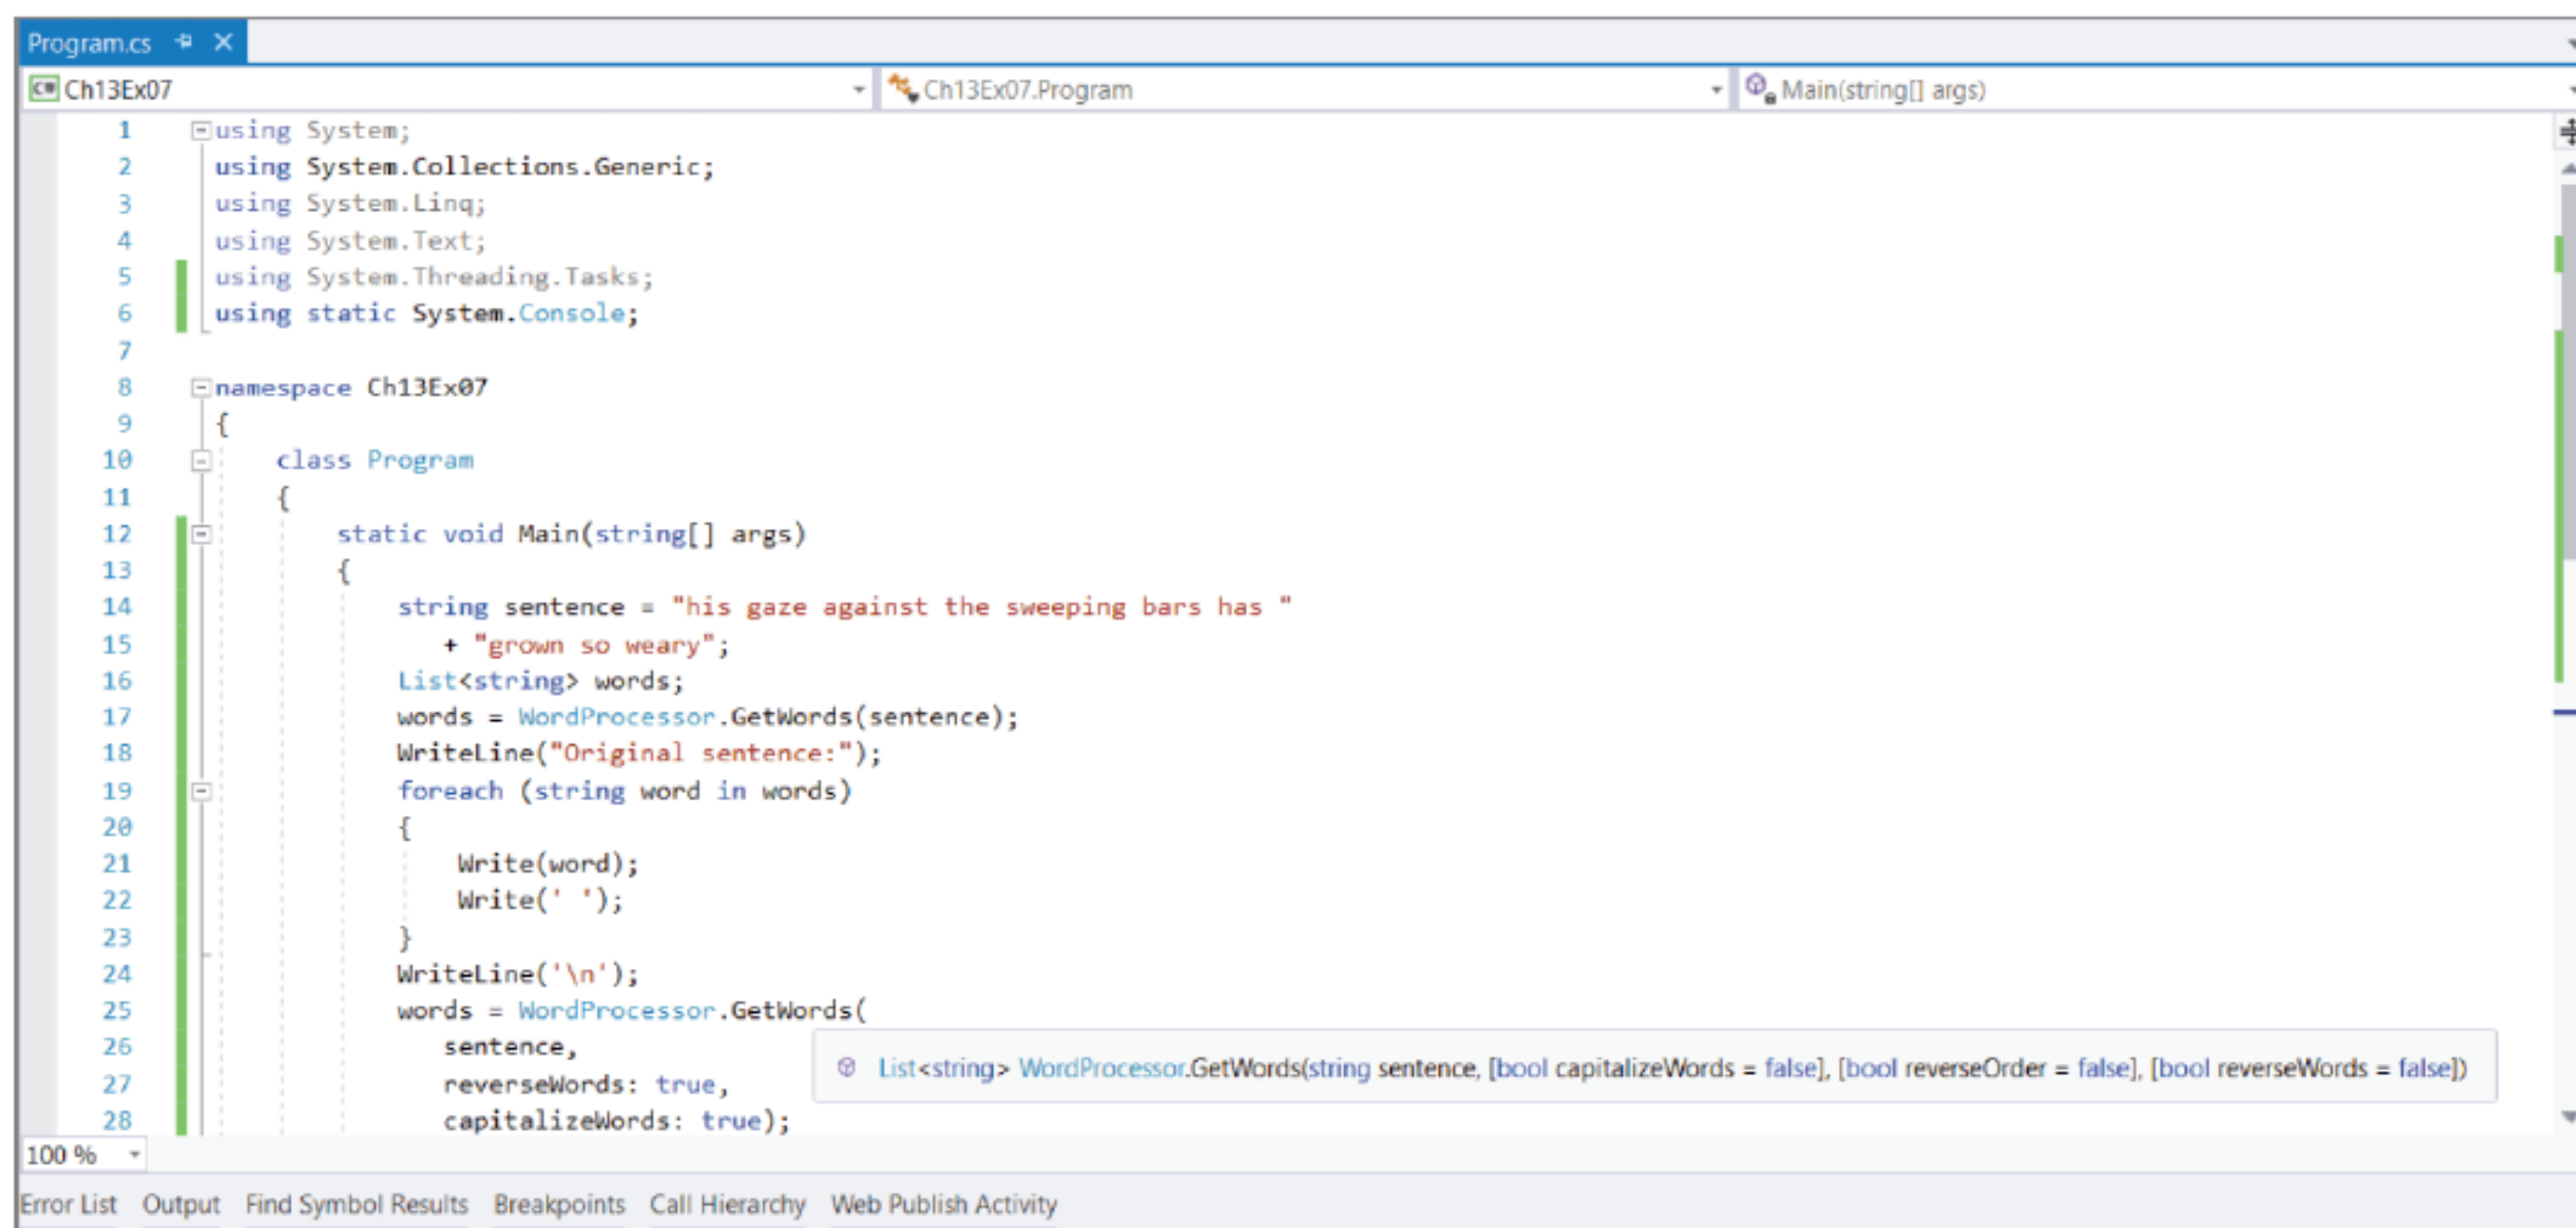 Program.cs
Ch13Ex07 Ch13Ex07.Program Main(string[] args)
1 using System;
2 using System.Collections.Generic;
3 using System.Linq;
4 using System.Text;
5 using System.Threading.Tasks;
6 using static System.Console;
7
8 namespace Ch13Ex07
9 {
10 class Program
11 {
12 static void Main(string[] args)
13 {
14 string sentence = "his gaze against the sweeping bars has "
15 + "grown so weary";
16 List<string> words;
17 words = WordProcessor.GetWords(sentence);
18 WriteLine("Original sentence:");
19 foreach (string word in words)
20 {
21 Write(word);
22 Write(' ');
23 }
24 WriteLine('\n');
25 words = WordProcessor.GetWords(
26 sentence,
List<string> WordProcessor.GetWords(string sentence, [bool capitalizeWords = false], [bool reverseOrder = false], [bool reverseWords = false])
27 reverseWords: true,
28 capitalizeWords: true);
100 %
Error List Output Find Symbol Results Breakpoints Call Hierarchy Web Publish Activity